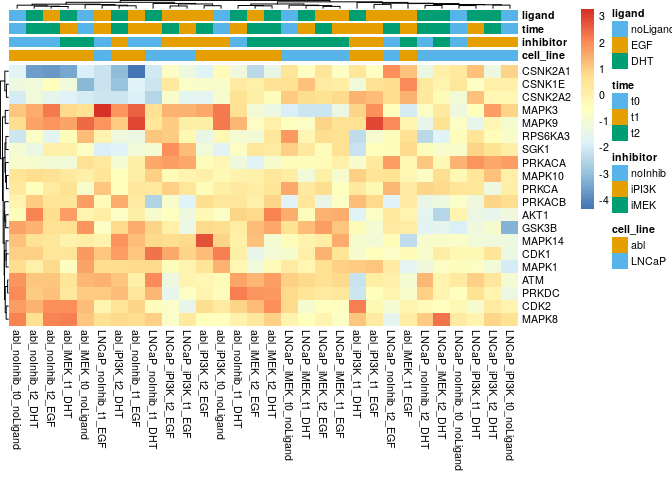 ligand
time
inhibitor
cell_line
CSNK2A1
CSNK1E
CSNK2A2
MAPK3
MAPK9
RPS6KA3
SGK1
PRKACA
MAPK10
PRKCA
PRKACB
AKT1
GSK3B
MAPK14
CDK1
MAPK1
ATM
PRKDC
CDK2
MAPK8
abl_noInhib_t0_noLigand
abl_noInhib_t2_DHT
abl_noInhib_t2_EGF
abl_iMEK_t1_DHT
abl_iMEK_t0_noLigand
LNCaP_noInhib_t1_EGF
abl_iPI3K_t2_DHT
abl_noInhib_t1_EGF
LNCaP_noInhib_t1_DHT
LNCaP_iPI3K_t2_EGF
LNCaP_iPI3K_t1_EGF
abl_iPI3K_t2_EGF
abl_iPI3K_t0_noLigand
abl_noInhib_t1_DHT
abl_iMEK_t2_EGF
abl_iMEK_t2_DHT
LNCaP_iMEK_t0_noLigand
LNCaP_iMEK_t1_DHT
LNCaP_iMEK_t2_EGF
LNCaP_iMEK_t1_EGF
abl_iPI3K_t1_DHT
abl_iPI3K_t1_EGF
LNCaP_noInhib_t2_EGF
abl_iMEK_t1_EGF
LNCaP_noInhib_t2_DHT
LNCaP_iMEK_t2_DHT
LNCaP_noInhib_t0_noLigand
LNCaP_iPI3K_t1_DHT
LNCaP_iPI3K_t2_DHT
LNCaP_iPI3K_t0_noLigand
3
2
1
0
-1
-2
-3
-4
ligand
noLigand
EGF
DHT
time
t0
t1
t2
inhibitor
noInhib
iPI3K
iMEK
cell_line
abl
LNCaP